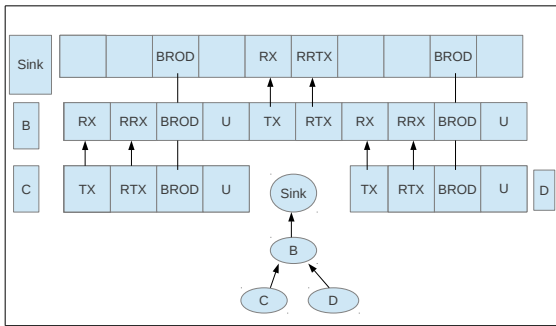 Sink BROD RX RRTX BROD
B RX RRX BROD U TX RTX RX RRX BROD U
C TX RTX BROD U TX RTX BROD U D
Sink
B
C D